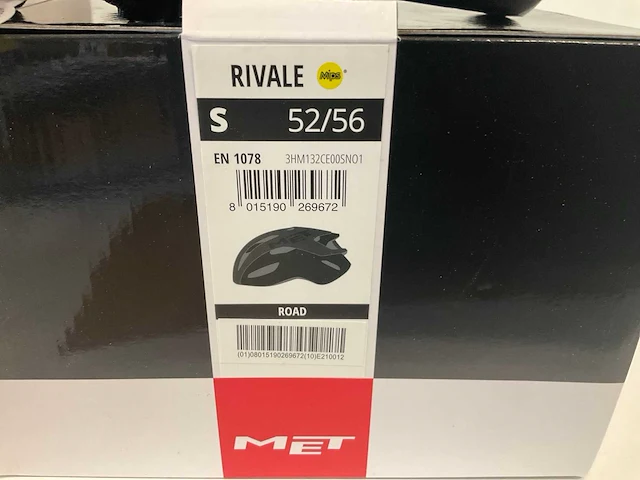 RIVALE Mips®
S 52/56
EN 1078 3HM132CE00SNO1
8 015190 269672
ROAD
(01)08015190269672(10)E210012
MET